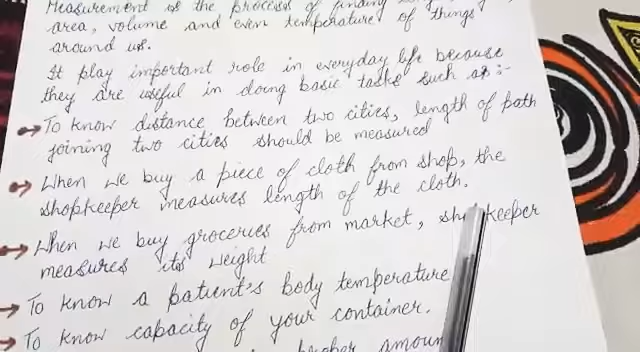 Measurement is the process of finding
area, volume and even temperature of things
around us.
It play important role in everyday life because
they are useful in doing basic tasks such as :-
To know distance between two cities, length of path
joining two cities should be measured
When we buy a piece of cloth from shop, the
shopkeeper measures length of the cloth.
When we buy groceries from market, shopkeeper
measures its weight
To know a patient's body temperature
To know capacity of your container.